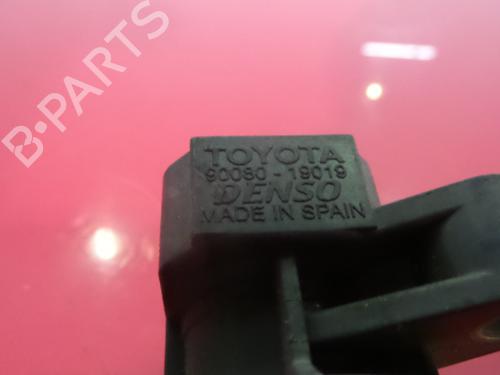 B-PARTS
TOYOTA
90080-19019
DENSO
MADE IN SPAIN